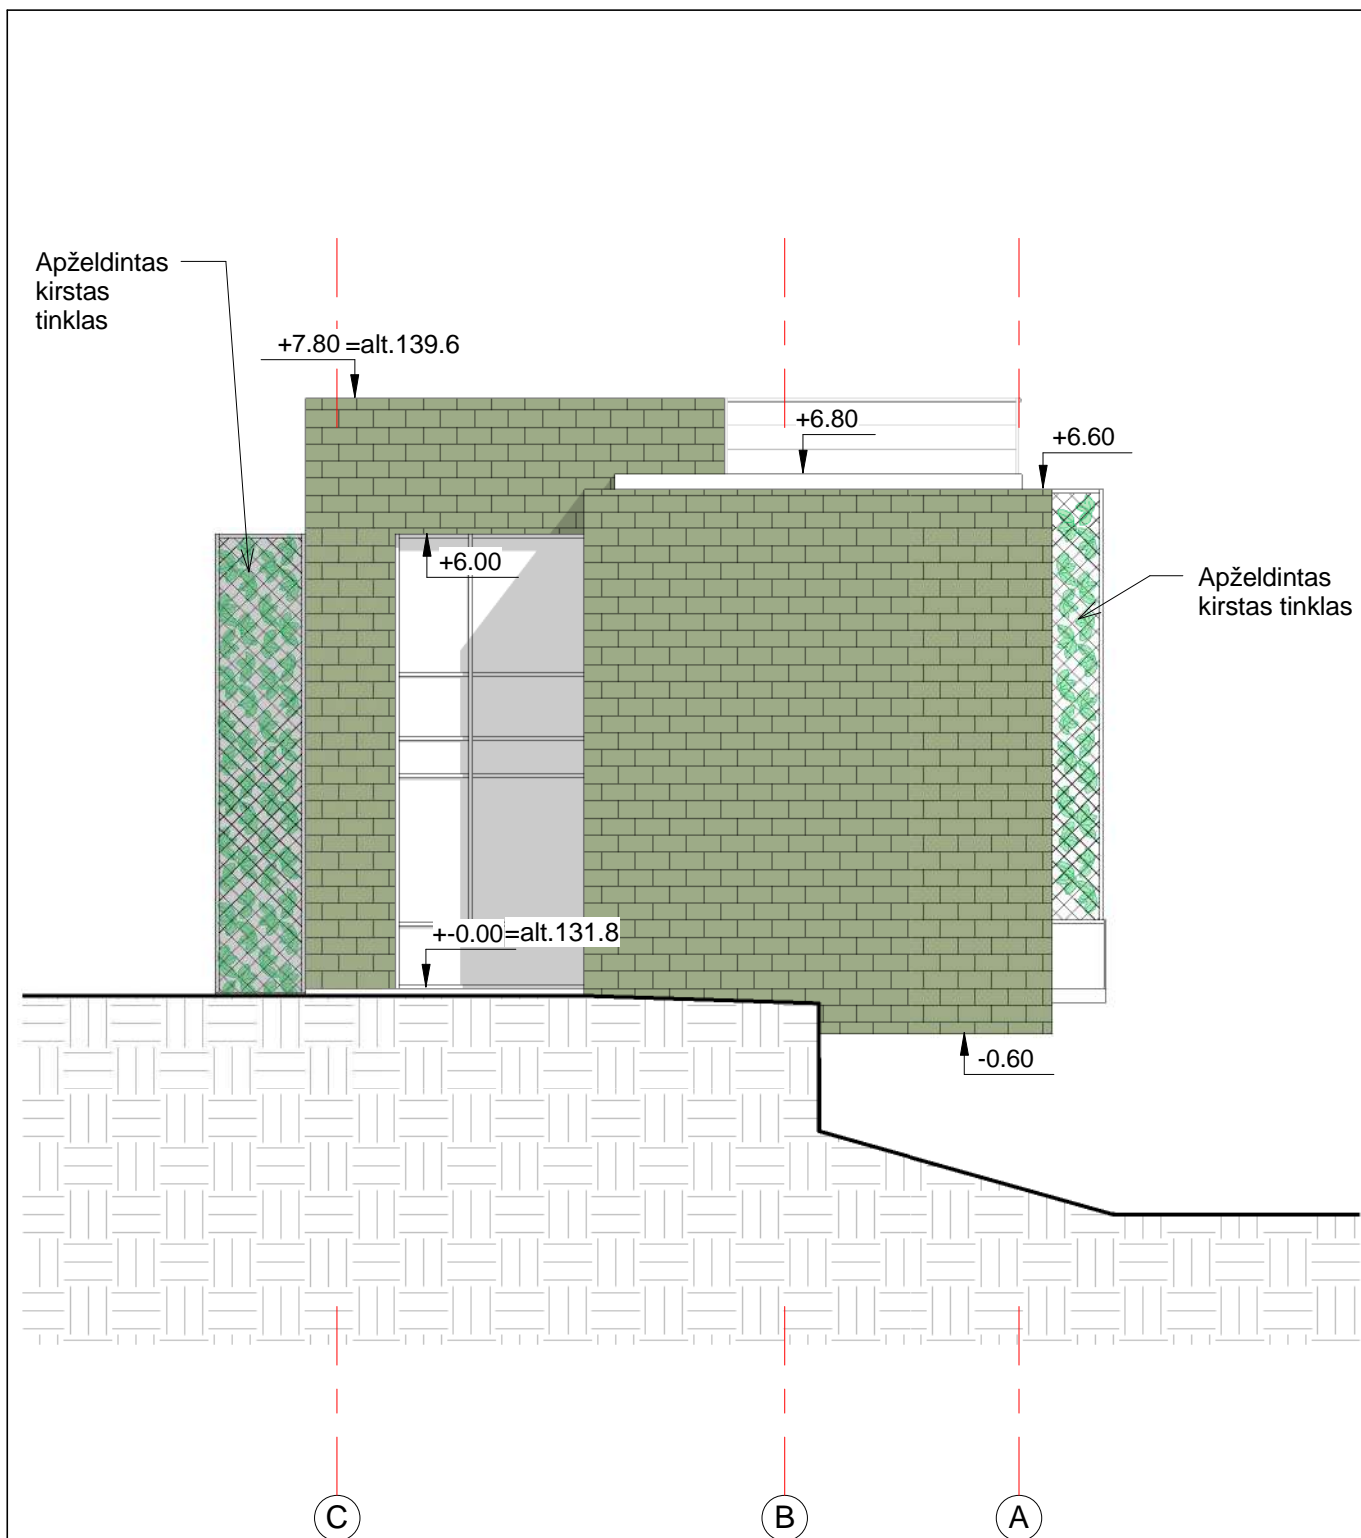 Apželdintas
kirstas
tinklas
+7.80 =alt.139.6
+6.80
+6.60
+6.00
Apželdintas
kirstas tinklas
+-0.00=alt.131.8
-0.60
C
B
A